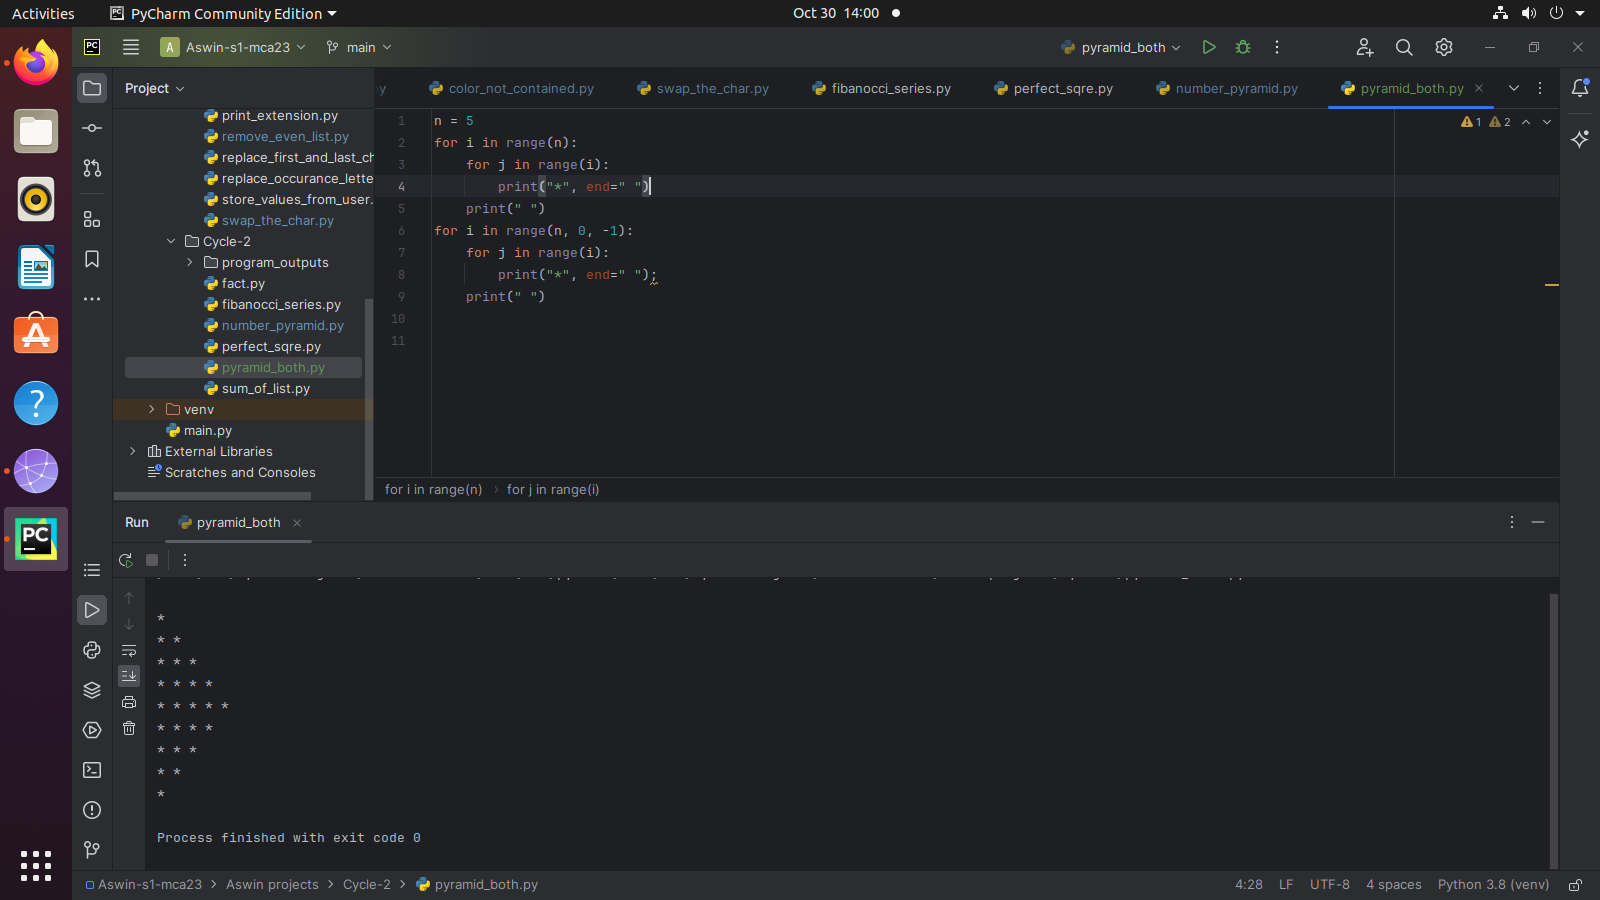 Activities PyCharm Community Edition Oct 30 14:00
PC A Aswin-s1-mca23 main pyramid_both
Project
color_not_contained.py swap_the_char.py fibanocci_series.py perfect_sqre.py number_pyramid.py pyramid_both.py
print_extension.py
remove_even_list.py
replace_first_and_last_ch
replace_occurance_lette
store_values_from_user.
swap_the_char.py
Cycle-2
program_outputs
fact.py
fibanocci_series.py
number_pyramid.py
perfect_sqre.py
pyramid_both.py
sum_of_list.py
venv
main.py
External Libraries
Scratches and Consoles
1 n = 5
2 for i in range(n):
3 for j in range(i):
4 print("*", end=" ")
5 print(" ")
6 for i in range(n, 0, -1):
7 for j in range(i):
8 print("*", end=" ");
9 print(" ")
10
11
1 2
for i in range(n) › for j in range(i)
Run pyramid_both
*
* *
* * *
* * * *
* * * * *
* * * *
* * *
* *
*
Process finished with exit code 0
PC
Aswin-s1-mca23 > Aswin projects > Cycle-2 > pyramid_both.py 4:28 LF UTF-8 4 spaces Python 3.8 (venv)